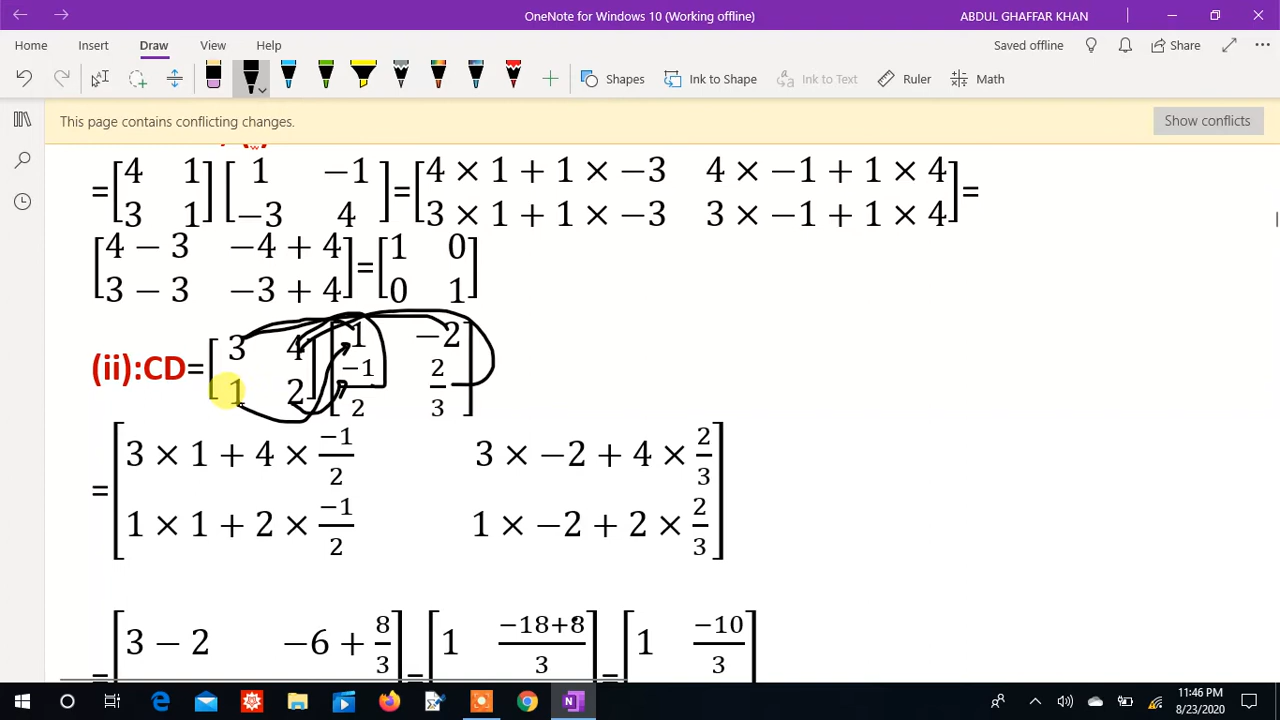 OneNote for Windows 10 (Working offline)
ABDUL GHAFFAR KHAN
Home Insert Draw View Help
Saved offline Share
Shapes Ink to Shape Ink to Text Ruler Math
This page contains conflicting changes.
Show conflicts
=[4 1 3 1][1 −1 −3 4]=[4 × 1 + 1 × −3 4 × −1 + 1 × 4 3 × 1 + 1 × −3 3 × −1 + 1 × 4]=
[4 − 3 −4 + 4 3 − 3 −3 + 4]=[1 0 0 1]
(ii):CD=[3 4 1 2][1 −2 −1/2 2/3]
=[3 × 1 + 4 × −1/2 3 × −2 + 4 × 2/3 1 × 1 + 2 × −1/2 1 × −2 + 2 × 2/3]
=[3 − 2 −6 + 8/3]=[1 −18+8/3]=[1 −10/3]
11:46 PM
8/23/2020